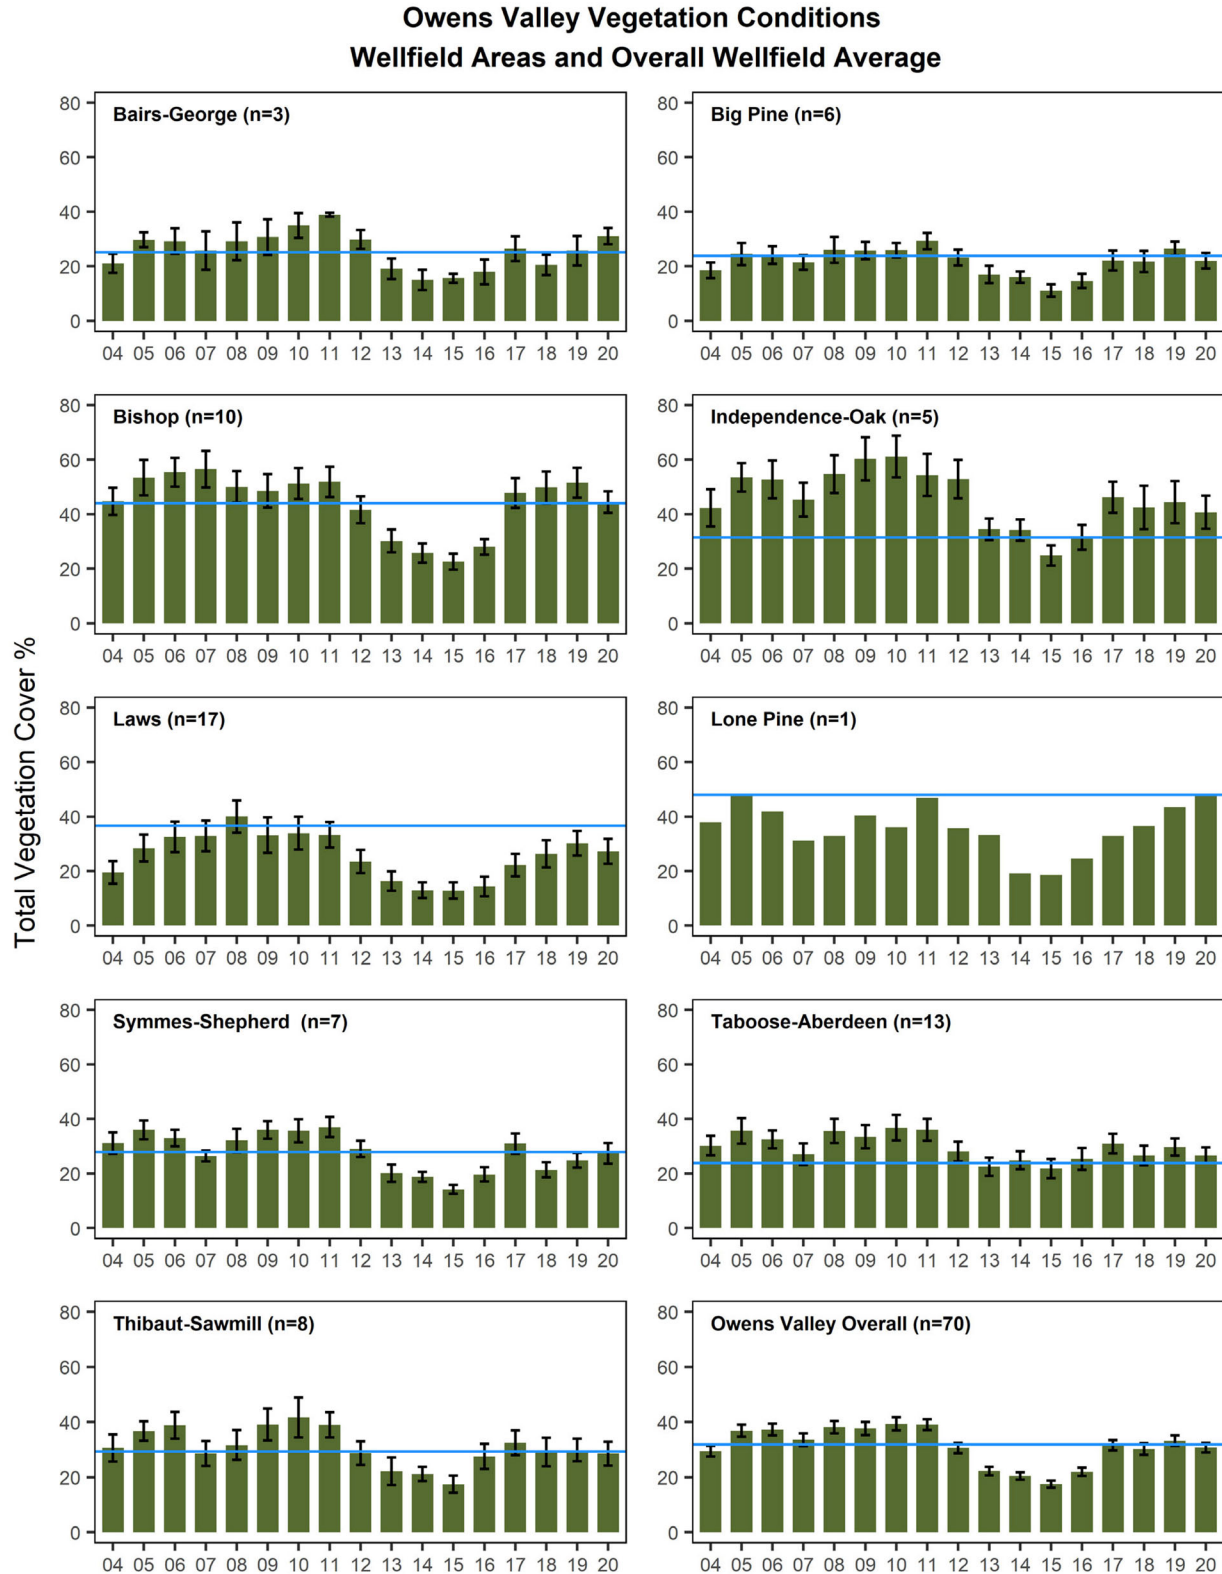 Owens Valley Vegetation Conditions
Wellfield Areas and Overall Wellfield Average
Total Vegetation Cover %
Bairs-George (n=3)
80
60
40
20
0
04 05 06 07 08 09 10 11 12 13 14 15 16 17 18 19 20
Big Pine (n=6)
80
60
40
20
0
04 05 06 07 08 09 10 11 12 13 14 15 16 17 18 19 20
Bishop (n=10)
80
60
40
20
0
04 05 06 07 08 09 10 11 12 13 14 15 16 17 18 19 20
Independence-Oak (n=5)
80
60
40
20
0
04 05 06 07 08 09 10 11 12 13 14 15 16 17 18 19 20
Laws (n=17)
80
60
40
20
0
04 05 06 07 08 09 10 11 12 13 14 15 16 17 18 19 20
Lone Pine (n=1)
80
60
40
20
0
04 05 06 07 08 09 10 11 12 13 14 15 16 17 18 19 20
Symmes-Shepherd (n=7)
80
60
40
20
0
04 05 06 07 08 09 10 11 12 13 14 15 16 17 18 19 20
Taboose-Aberdeen (n=13)
80
60
40
20
0
04 05 06 07 08 09 10 11 12 13 14 15 16 17 18 19 20
Thibaut-Sawmill (n=8)
80
60
40
20
0
04 05 06 07 08 09 10 11 12 13 14 15 16 17 18 19 20
Owens Valley Overall (n=70)
80
60
40
20
0
04 05 06 07 08 09 10 11 12 13 14 15 16 17 18 19 20